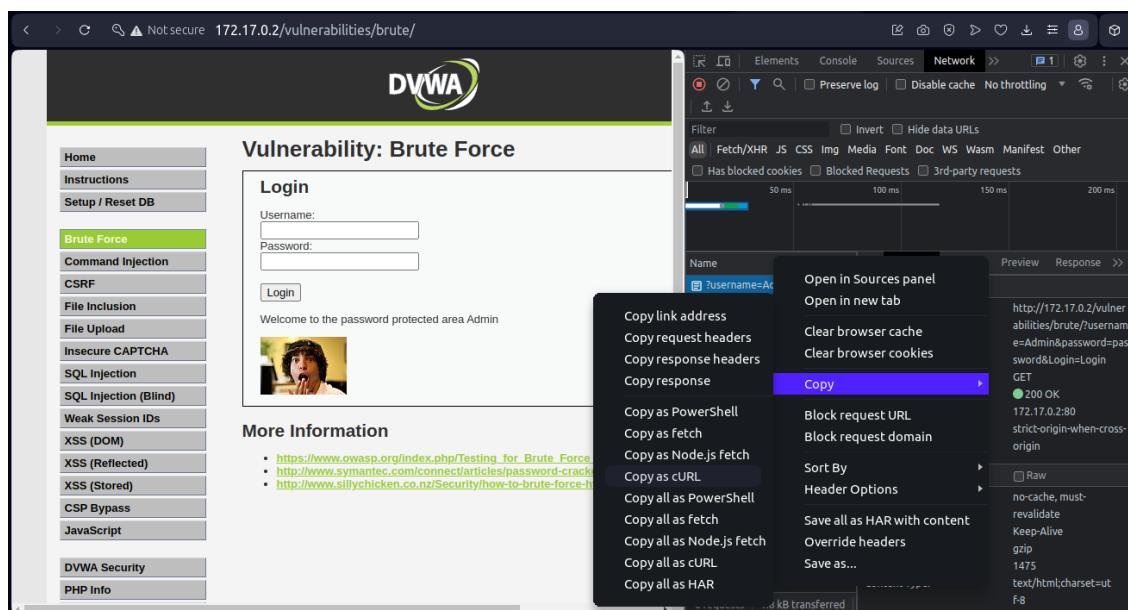 Not secure 172.17.0.2/vulnerabilities/brute/
DVWA
Home
Instructions
Setup / Reset DB
Brute Force
Command Injection
CSRF
File Inclusion
File Upload
Insecure CAPTCHA
SQL Injection
SQL Injection (Blind)
Weak Session IDs
XSS (DOM)
XSS (Reflected)
XSS (Stored)
CSP Bypass
JavaScript
DVWA Security
PHP Info
Vulnerability: Brute Force
Login
Username:
Password:
Login
Welcome to the password protected area Admin
More Information
https://www.owasp.org/index.php/Testing_for_Brute_Force_
http://www.symantec.com/connect/articles/password-crack
http://www.sillychicken.co.nz/Security/how-to-brute-force-h
Elements Console Sources Network 1
Preserve log Disable cache No throttling
Filter Invert Hide data URLs
All Fetch/XHR JS CSS Img Media Font Doc WS Wasm Manifest Other
Has blocked cookies Blocked Requests 3rd-party requests
50 ms 100 ms 150 ms 200 ms
Name
?username=Ad
Preview Response
http://172.17.0.2/vulner
abilities/brute/?usernam
e=Admin&password=pas
sword&Login=Login
GET
200 OK
172.17.0.2:80
strict-origin-when-cross-
origin
Raw
no-cache, must-
revalidate
Keep-Alive
gzip
1475
text/html;charset=ut
f-8
kB transferred
Open in Sources panel
Open in new tab
Clear browser cache
Clear browser cookies
Copy
Block request URL
Block request domain
Sort By
Header Options
Save all as HAR with content
Override headers
Save as...
Copy link address
Copy request headers
Copy response headers
Copy response
Copy as PowerShell
Copy as fetch
Copy as Node.js fetch
Copy as cURL
Copy all as PowerShell
Copy all as fetch
Copy all as Node.js fetch
Copy all as cURL
Copy all as HAR